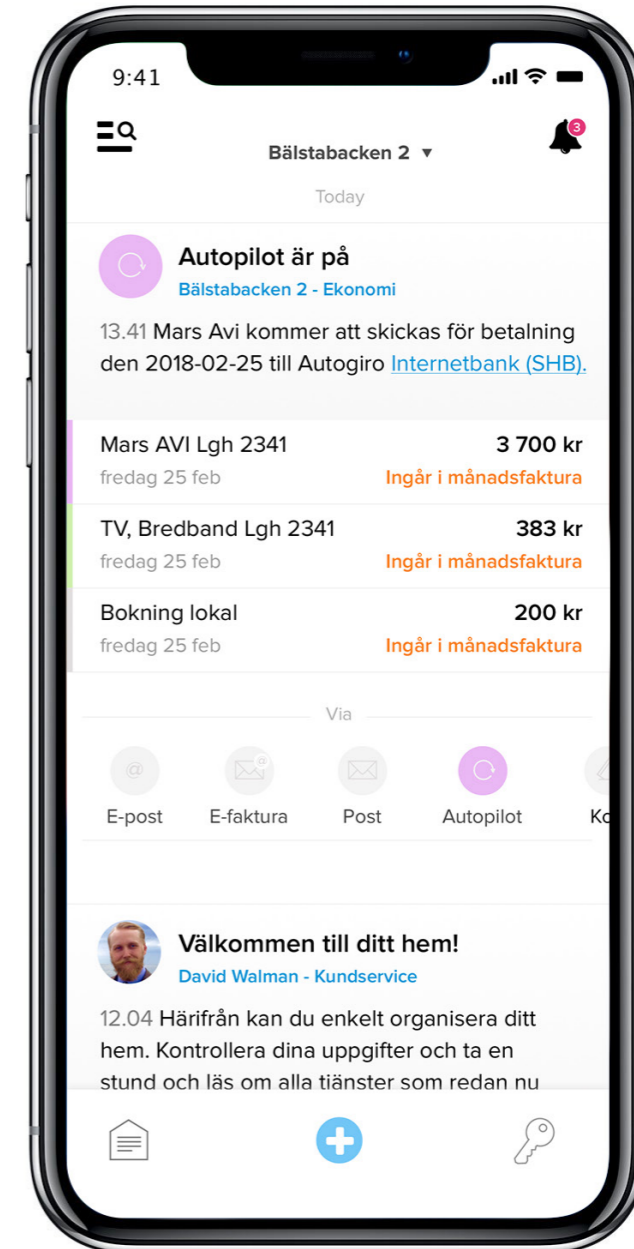 9:41
Bälstabacken 2 ▼
3
Today
Autopilot är på
Bälstabacken 2 - Ekonomi
13.41 Mars Avi kommer att skickas för betalning
den 2018-02-25 till Autogiro Internetbank (SHB).
Mars AVI Lgh 2341 3 700 kr
fredag 25 feb Ingår i månadsfaktura
TV, Bredband Lgh 2341 383 kr
fredag 25 feb Ingår i månadsfaktura
Bokning lokal 200 kr
fredag 25 feb Ingår i månadsfaktura
Via
@ @
E-post E-faktura Post Autopilot
Välkommen till ditt hem!
David Walman - Kundservice
12.04 Härifrån kan du enkelt organisera ditt
hem. Kontrollera dina uppgifter och ta en
stund och läs om alla tjänster som redan nu